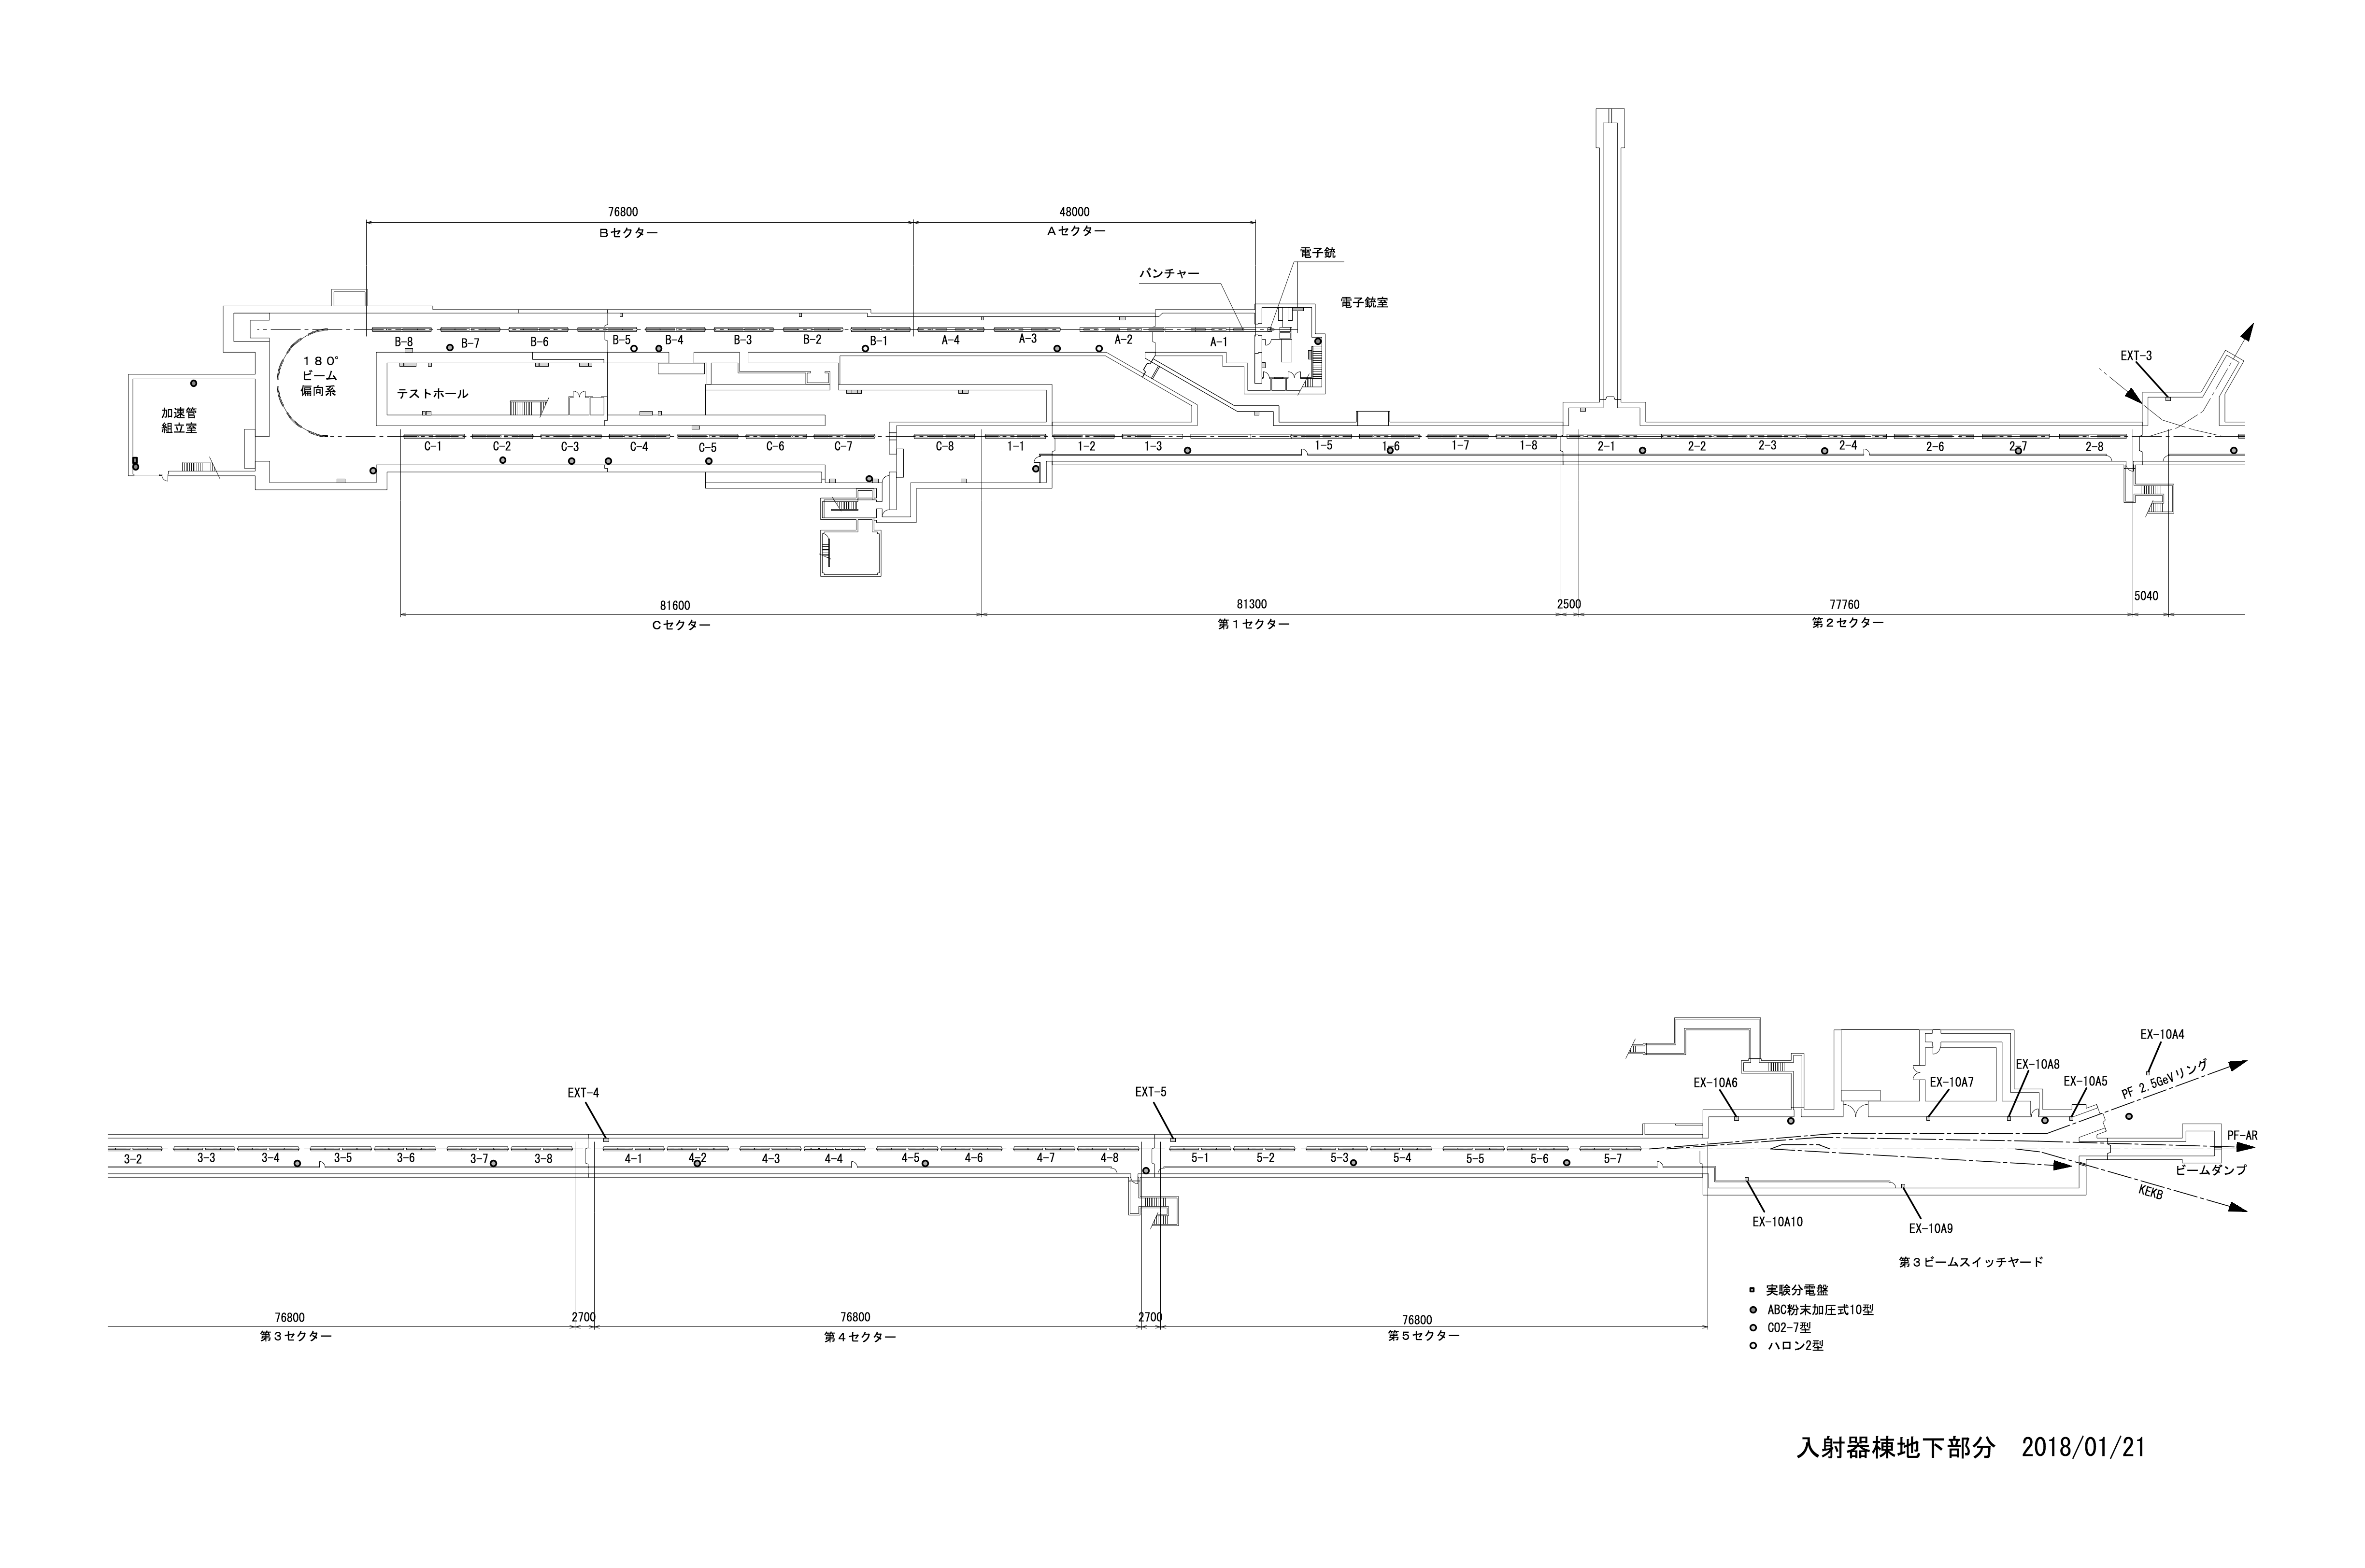 76800
Bセクター
48000
Aセクター
電子銃
バンチャー
電子銃室
B-8
B-7
B-6
B-5
B-4
B-3
B-2
B-1
A-4
A-3
A-2
A-1
EXT-3
180°
ビーム
偏向系
テストホール
加速管
組立室
C-1
C-2
C-3
C-4
C-5
C-6
C-7
C-8
1-1
1-2
1-3
1-5
1-6
1-7
1-8
2-1
2-2
2-3
2-4
2-6
2-7
2-8
81600
Cセクター
81300
第1セクター
2500
77760
第2セクター
5040
EXT-4
EXT-5
EX-10A6
EX-10A7
EX-10A8
EX-10A5
EX-10A4
PF 2.5GeVリング
PF-AR
ビームダンプ
KEKB
3-2
3-3
3-4
3-5
3-6
3-7
3-8
4-1
4-2
4-3
4-4
4-5
4-6
4-7
4-8
5-1
5-2
5-3
5-4
5-5
5-6
5-7
EX-10A10
EX-10A9
第3ビームスイッチヤード
76800
第3セクター
2700
76800
第4セクター
2700
76800
第5セクター
実験分電盤
ABC粉末加圧式10型
CO2-7型
ハロン2型
入射器棟地下部分 2018/01/21